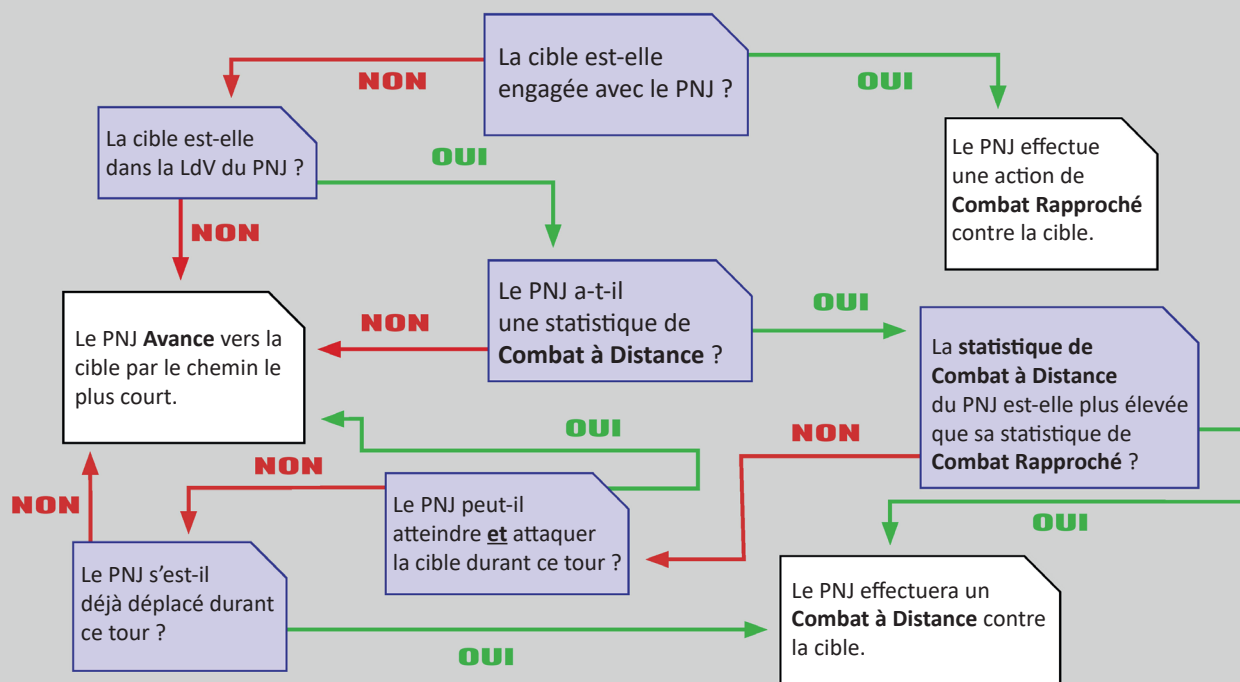 La cible est-elle
engagée avec le PNJ ?
NON
OUI
La cible est-elle
dans la LdV du PNJ ?
OUI
NON
Le PNJ effectue
une action de
Combat Rapproché
contre la cible.
Le PNJ a-t-il
une statistique de
Combat à Distance ?
NON
OUI
Le PNJ Avance vers la
cible par le chemin le
plus court.
La statistique de
Combat à Distance
du PNJ est-elle plus élevée
que sa statistique de
Combat Rapproché ?
NON
OUI
Le PNJ peut-il
atteindre et attaquer
la cible durant ce tour ?
OUI
NON
Le PNJ s'est-il
déjà déplacé durant
ce tour ?
NON
OUI
Le PNJ effectuera un
Combat à Distance contre
la cible.